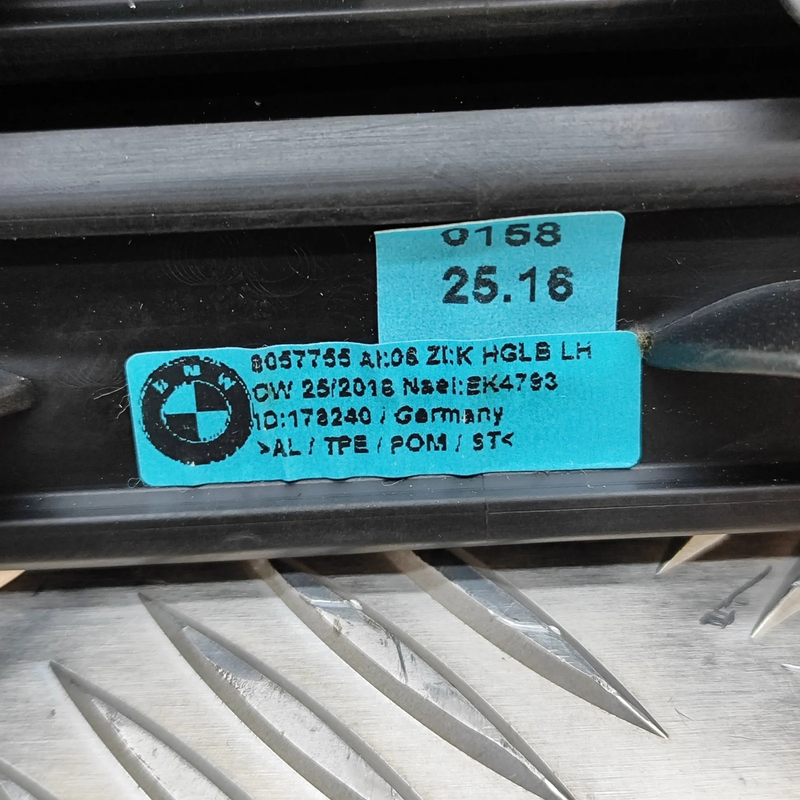 0158
25.16
BMW
8057755 AI:06 ZI:K HGLB LH
CW 25/2016 Nael:EK4793
ID:178240 / Germany
>AL / TPE / POM / ST<